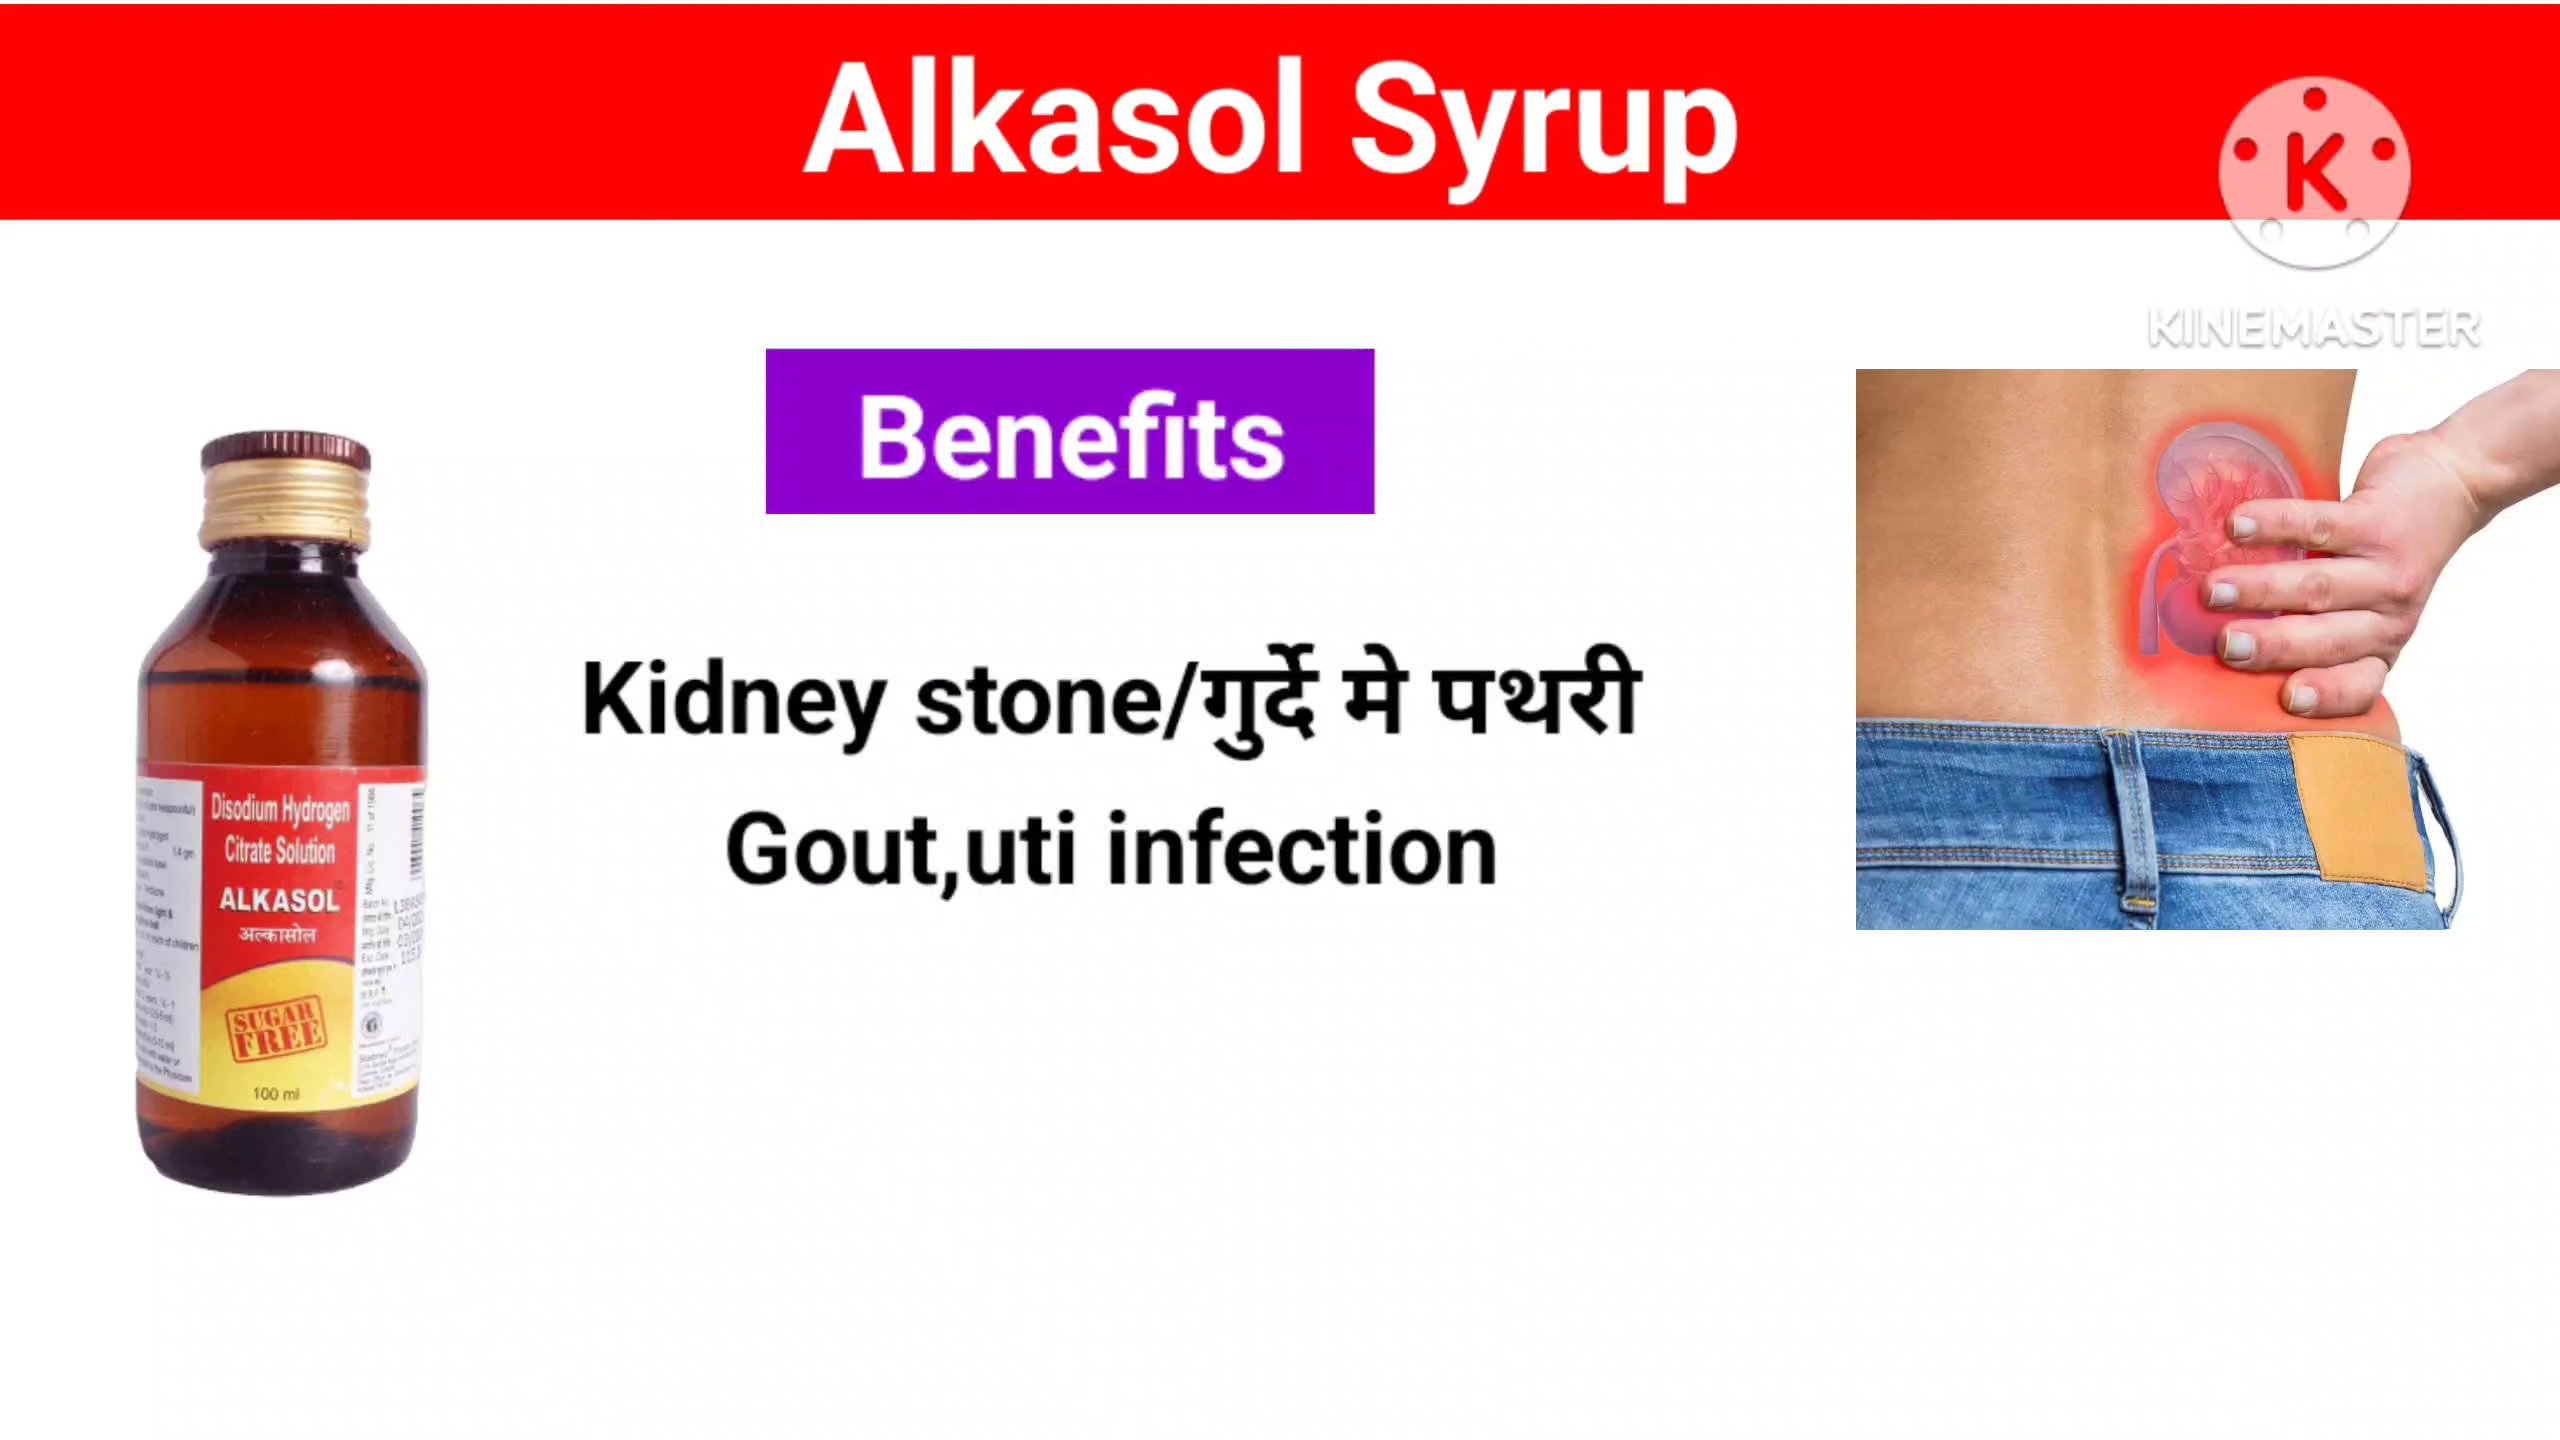 Alkasol Syrup
K
KINEMASTER
Benefits
Kidney stone/गुर्दे मे पथरी
Gout,uti infection
Disodium Hydrogen
Citrate Solution
ALKASOL
अल्कासोल
SUGAR
FREE
100 ml